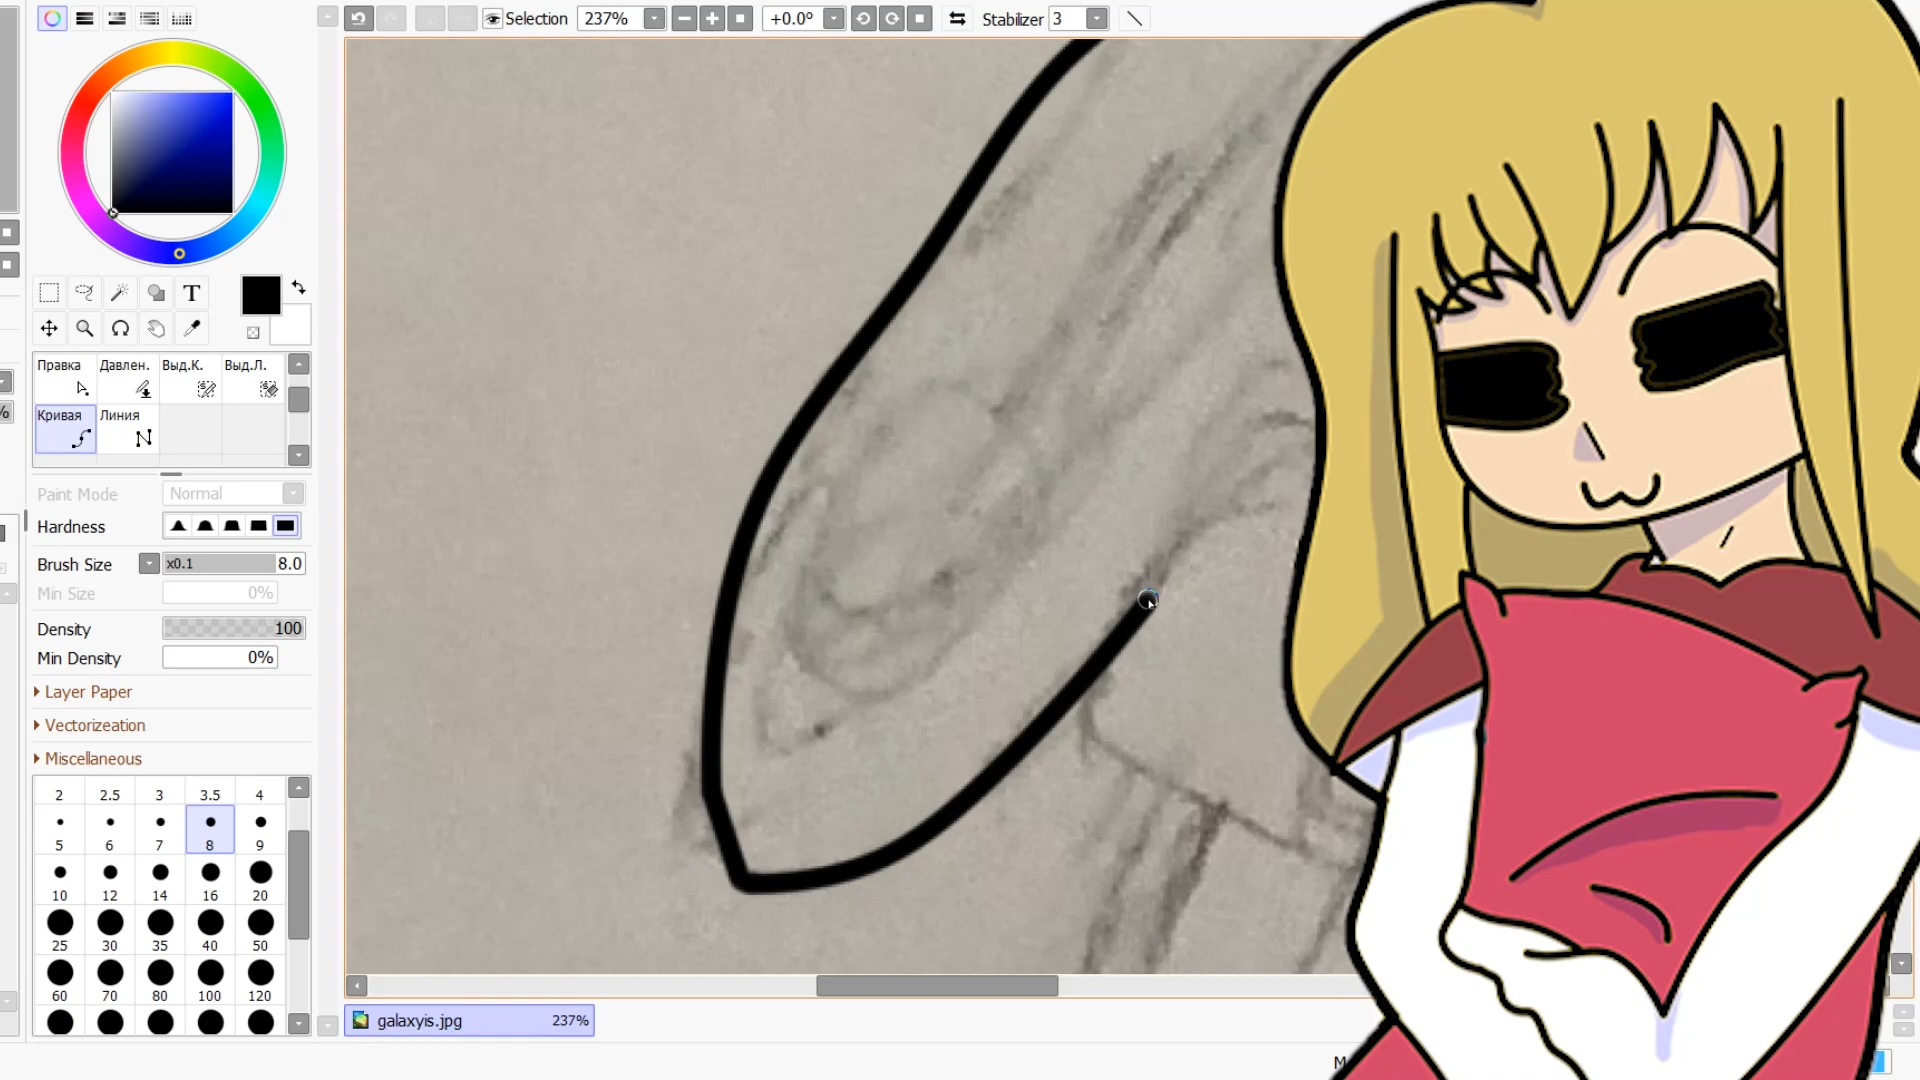 Selection 237% +0.0° Stabilizer 3
T
Правка Давлен. Выд.К. Выд.Л.
Кривая Линия
Paint Mode Normal
Hardness
Brush Size x0.1 8.0
Min Size 0%
Density 100
Min Density 0%
Layer Paper
Vectorizeation
Miscellaneous
2 2.5 3 3.5 4
5 6 7 8 9
10 12 14 16 20
25 30 35 40 50
60 70 80 100 120
galaxyis.jpg 237%
%